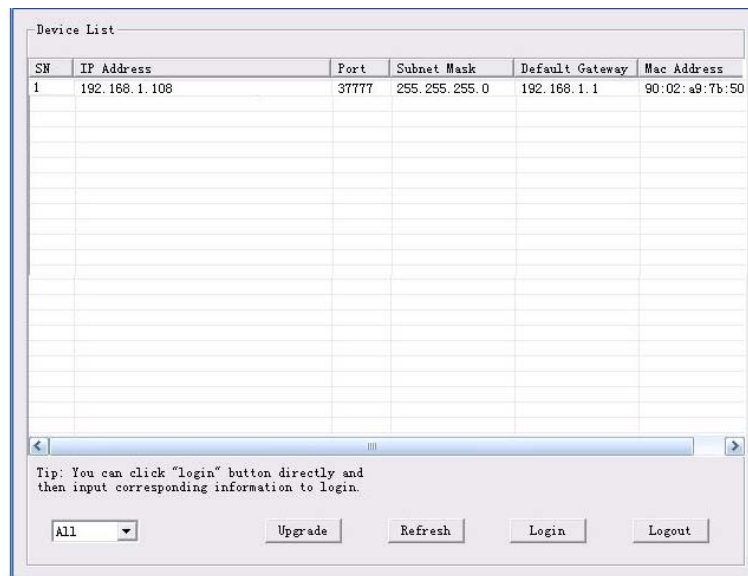 Device List
SN IP Address Port Subnet Mask Default Gateway Mac Address
1 192.168.1.108 37777 255.255.255.0 192.168.1.1 90:02:a9:7b:50
Tip: You can click "login" button directly and
then input corresponding information to login.
All Upgrade Refresh Login Logout